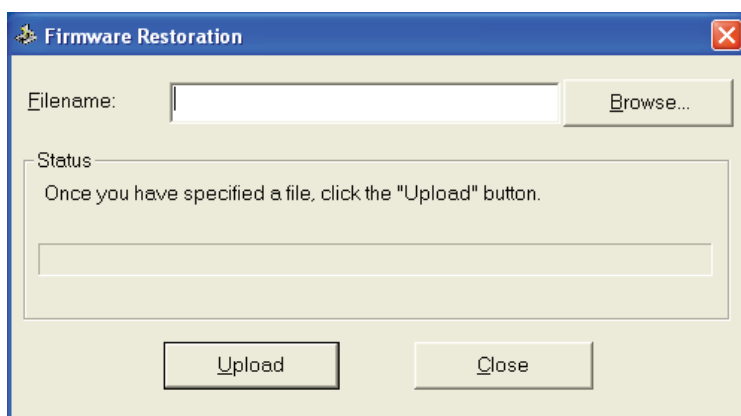 Firmware Restoration
Filename:
Browse...
Status
Once you have specified a file, click the "Upload" button.
Upload
Close